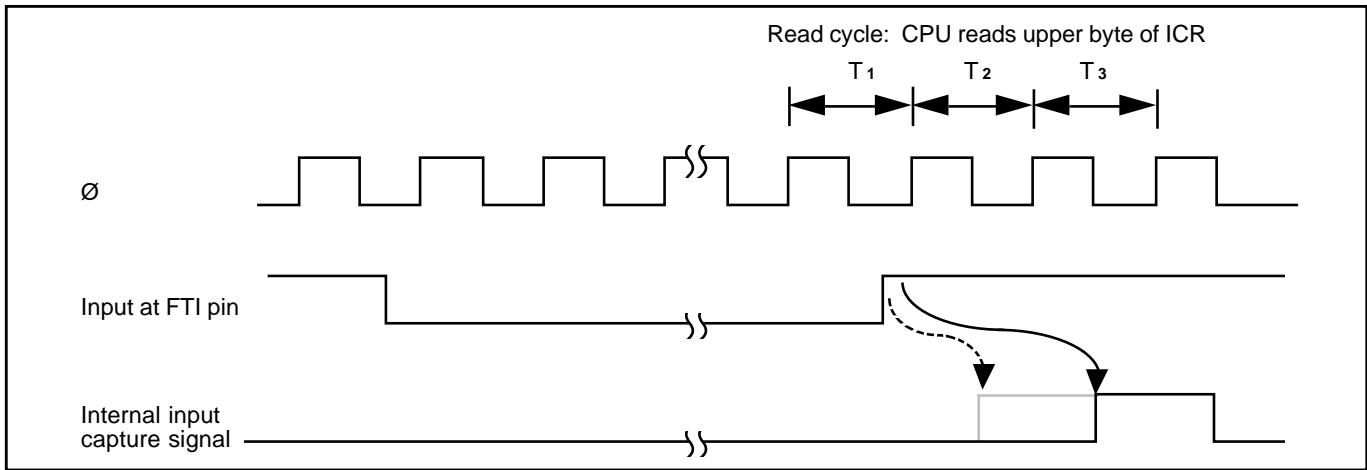 Read cycle: CPU reads upper byte of ICR
T1 T2 T3
Ø
Input at FTI pin
Internal input
capture signal